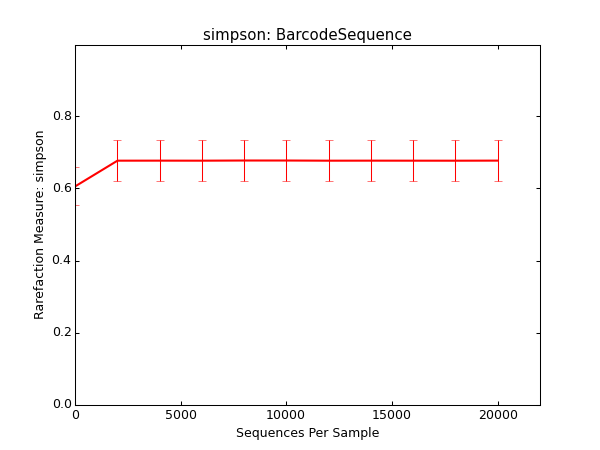 simpson: BarcodeSequence
Rarefaction Measure: simpson
0.8
0.6
0.4
0.2
0.0
0 5000 10000 15000 20000
Sequences Per Sample